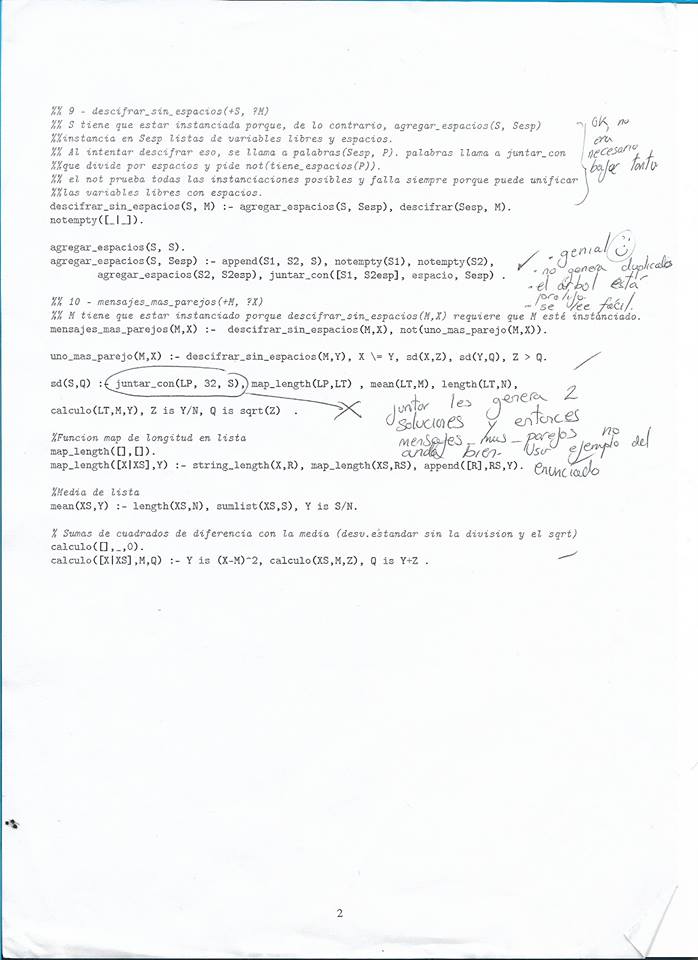 %% 9 - descifrar_sin_espacios(+S, ?M)
%% S tiene que estar instanciada porque, de lo contrario, agregar_espacios(S, Sesp)
%%instancia en Sesp listas de variables libres y espacios.
%% Al intentar descifrar eso, se llama a palabras(Sesp, P). palabras llama a juntar_con
%%que divide por espacios y pide not(tiene_espacios(P)).
%% el not prueba todas las instanciaciones posibles y falla siempre porque puede unificar
%%las variables libres con espacios.
descifrar_sin_espacios(S, M) :- agregar_espacios(S, Sesp), descifrar(Sesp, M).
notempty([_|_]).
OK, no
era
necesario
bajar tanto
agregar_espacios(S, S).
agregar_espacios(S, Sesp) :- append(S1, S2, S), notempty(S1), notempty(S2),
agregar_espacios(S2, S2esp), juntar_con([S1, S2esp], espacio, Sesp) .
- genial
- no genera duplicados
- el árbol está
prolijo.
- se lee fácil.
%% 10 - mensajes_mas_parejos(+M, ?X)
%% M tiene que estar instanciado porque descifrar_sin_espacios(M,X) requiere que M esté instanciado.
mensajes_mas_parejos(M,X) :- descifrar_sin_espacios(M,X), not(uno_mas_parejo(M,X)).
uno_mas_parejo(M,X) :- descifrar_sin_espacios(M,Y), X \= Y, sd(X,Z), sd(Y,Q), Z > Q.
sd(S,Q) :- juntar_con(LP, 32, S), map_length(LP,LT) , mean(LT,M), length(LT,N),
calculo(LT,M,Y), Z is Y/N, Q is sqrt(Z) .
juntar les genera 2
soluciones y entonces
mensajes_mas_parejos no
anda bien. Usar ejemplo del
enunciado
%Funcion map de longitud en lista
map_length([],[]).
map_length([X|XS],Y) :- string_length(X,R), map_length(XS,RS), append([R],RS,Y).
%Media de lista
mean(XS,Y) :- length(XS,N), sumlist(XS,S), Y is S/N.
% Sumas de cuadrados de diferencia con la media (desv.estandar sin la division y el sqrt)
calculo([],_,0).
calculo([X|XS],M,Q) :- Y is (X-M)^2, calculo(XS,M,Z), Q is Y+Z .
2